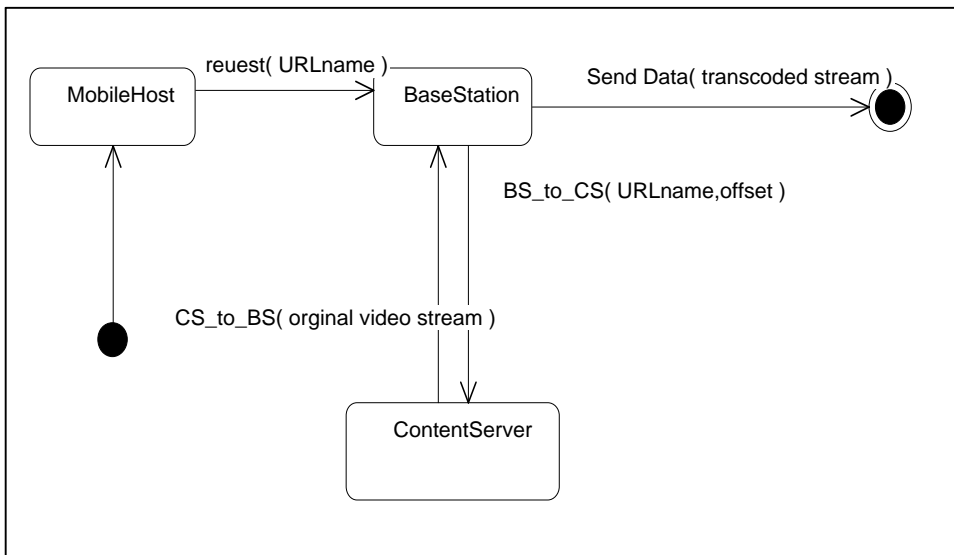 reuest( URLname )
MobileHost
BaseStation
Send Data( transcoded stream )
BS_to_CS( URLname,offset )
CS_to_BS( orginal video stream )
ContentServer